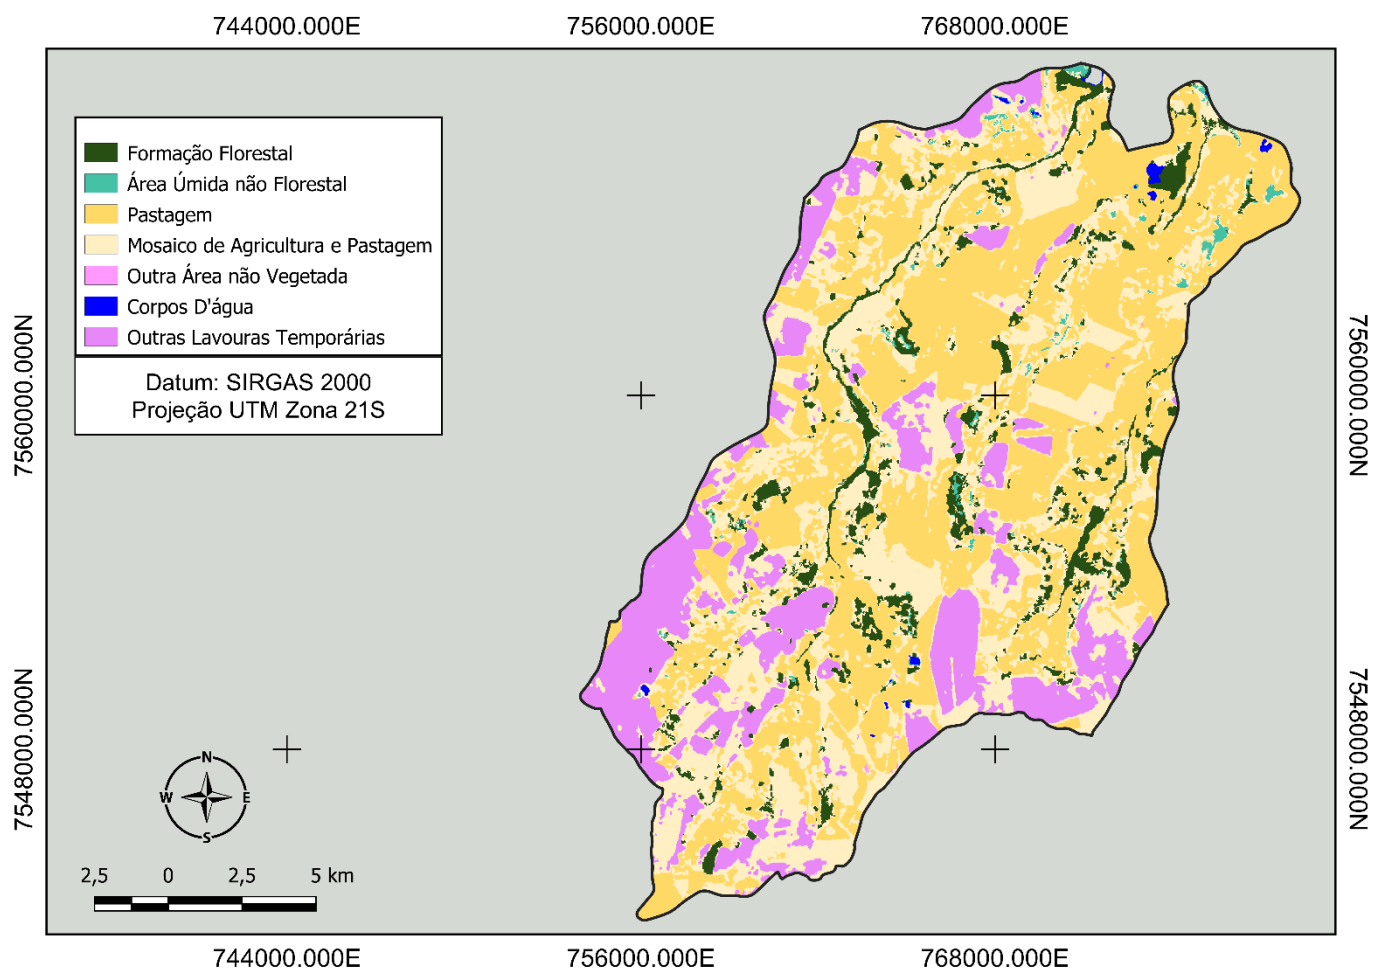 744000.000E 756000.000E 768000.000E
Formação Florestal
Área Úmida não Florestal
Pastagem
Mosaico de Agricultura e Pastagem
Outra Área não Vegetada
Corpos D'água
Outras Lavouras Temporárias
Datum: SIRGAS 2000
Projeção UTM Zona 21S
7560000.000N
7560000.000N
7548000.000N
7548000.000N
N
W E
S
2,5 0 2,5 5 km
744000.000E 756000.000E 768000.000E